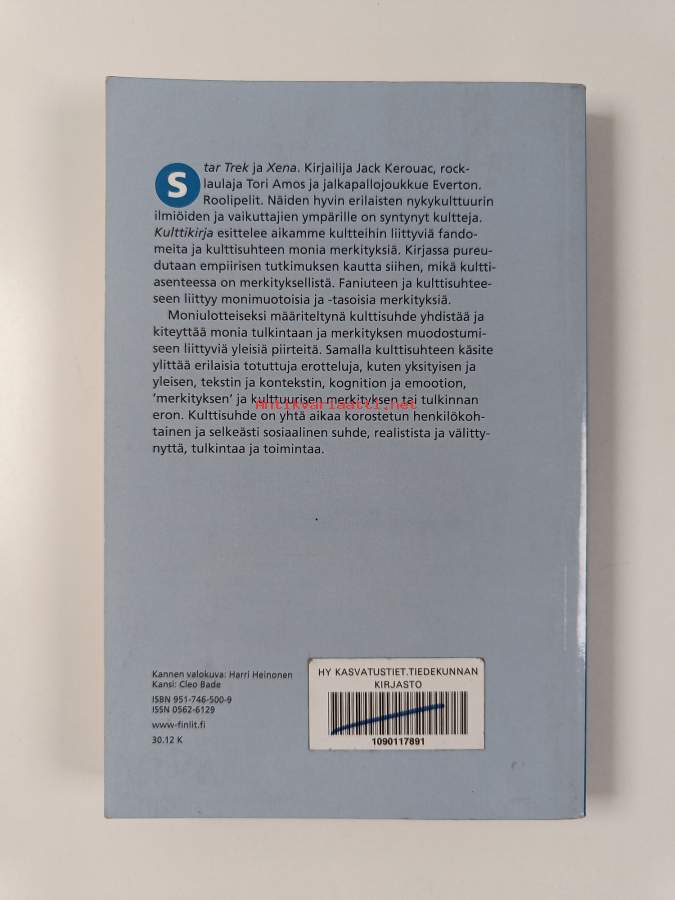 Star Trek ja Xena. Kirjailija Jack Kerouac, rock-
laulaja Tori Amos ja jalkapallojoukkue Everton.
Roolipelit. Näiden hyvin erilaisten nykykulttuurin
ilmiöiden ja vaikuttajien ympärille on syntynyt kultteja.
Kulttikirja esittelee aikamme kultteihin liittyviä fando-
meita ja kulttisuhteen monia merkityksiä. Kirjassa pureu-
dutaan empiirisen tutkimuksen kautta siihen, mikä kultti-
asenteessa on merkityksellistä. Faniuteen ja kulttisuhtee-
seen liittyy monimuotoisia ja -tasoisia merkityksiä.
Moniulotteiseksi määriteltynä kulttisuhde yhdistää ja
kiteyttää monia tulkintaan ja merkityksen muodostumi-
seen liittyviä yleisiä piirteitä. Samalla kulttisuhteen käsite
ylittää erilaisia totuttuja erotteluja, kuten yksityisen ja
yleisen, tekstin ja kontekstin, kognition ja emootion,
'merkityksen' ja kulttuurisen merkityksen tai tulkinnan
Antikvariaatti.net
eron. Kulttisuhde on yhtä aikaa korostetun henkilökoh-
tainen ja selkeästi sosiaalinen suhde, realistista ja välitty-
nyttä, tulkintaa ja toimintaa.
Kannen valokuva: Harri Heinonen
Kansi: Cleo Bade
ISBN 951-746-500-9
ISSN 0562-6129
www-finlit.fi
30.12 K
HY KASVATUSTIET.TIEDEKUNNAN
KIRJASTO
1090117891